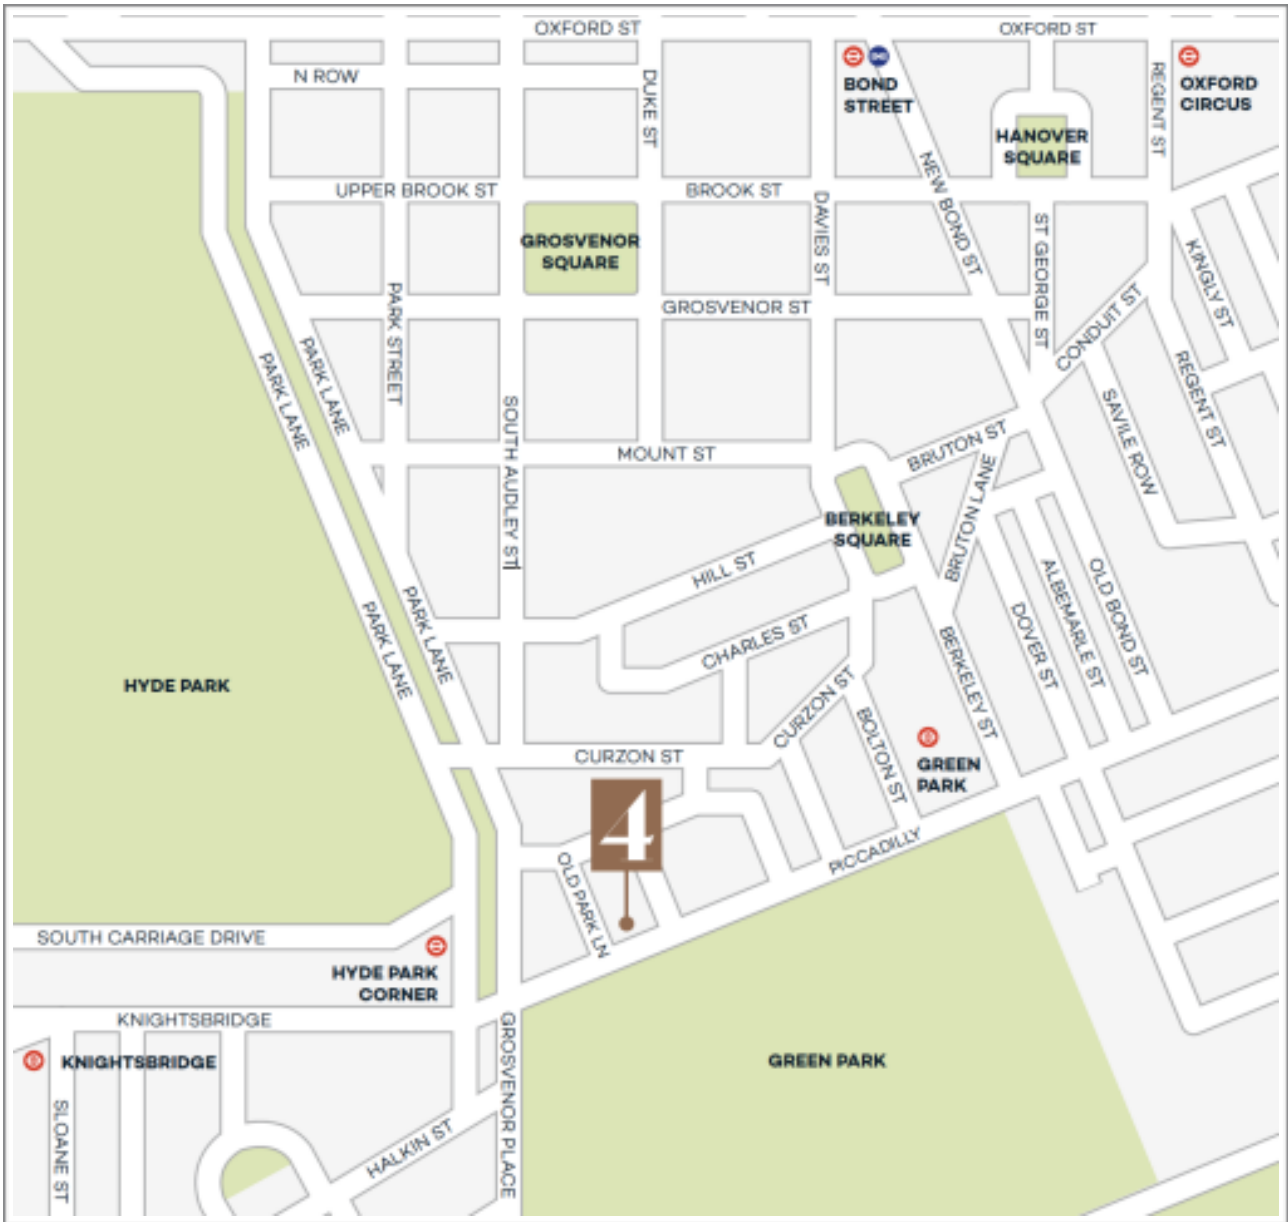 OXFORD ST
OXFORD ST
N ROW
DUKE ST
BOND
STREET
REGENT ST
OXFORD
CIRCUS
HANOVER
SQUARE
UPPER BROOK ST
BROOK ST
DAVIES ST
NEW BOND ST
ST GEORGE ST
KINGLY ST
GROSVENOR
SQUARE
PARK STREET
GROSVENOR ST
CONDUIT ST
PARK LANE
PARK LANE
REGENT ST
SAVILE ROW
SOUTH AUDLEY ST
MOUNT ST
BRUTON ST
BRUTON LANE
BERKELEY
SQUARE
HILL ST
ALBEMARLE ST
OLD BOND ST
DOVER ST
PARK LANE
PARK LANE
CHARLES ST
BERKELEY ST
HYDE PARK
CURZON ST
BOLTON ST
CURZON ST
GREEN
PARK
4
OLD PARK LN
PICCADILLY
SOUTH CARRIAGE DRIVE
HYDE PARK
CORNER
KNIGHTSBRIDGE
GROSVENOR PLACE
KNIGHTSBRIDGE
GREEN PARK
SLOANE ST
HALKIN ST